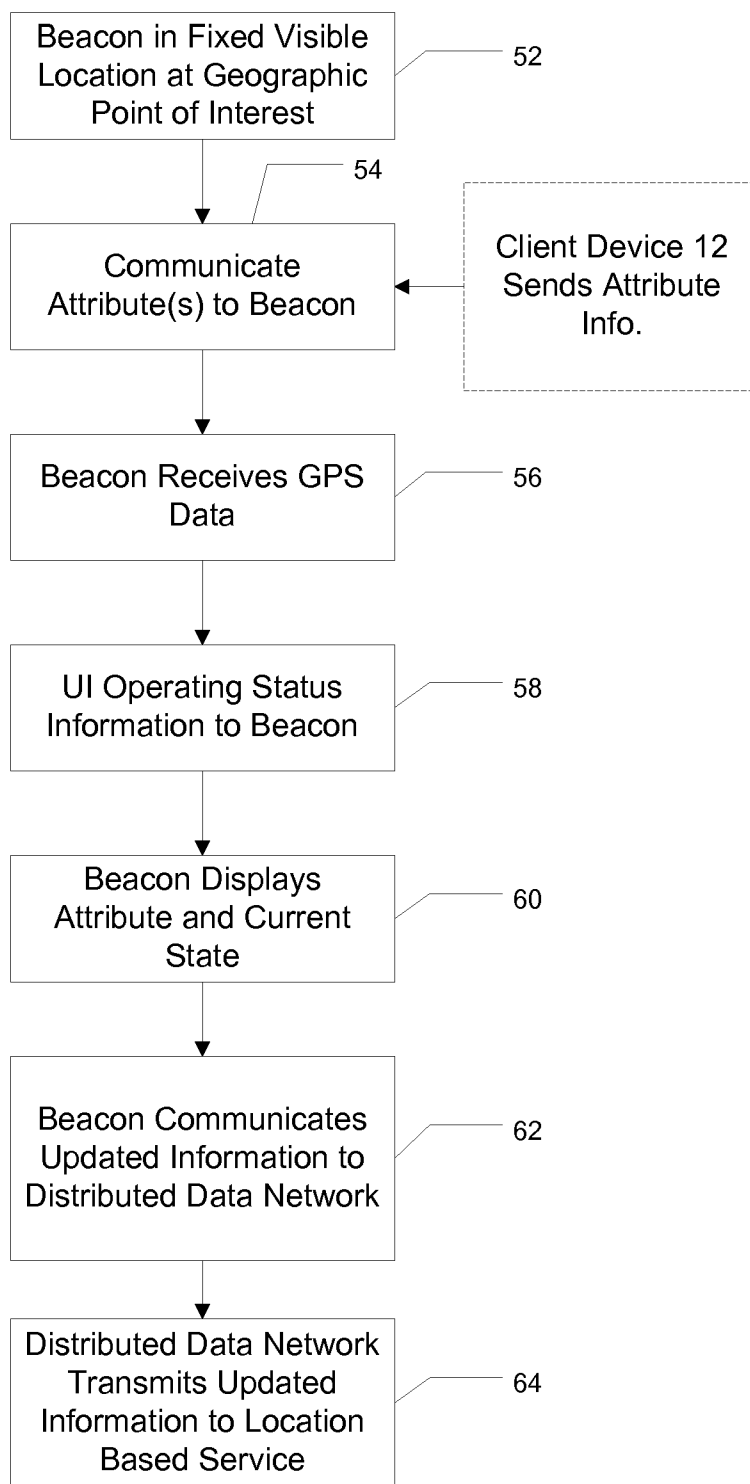 Beacon in Fixed Visible
Location at Geographic
Point of Interest
52
54
Communicate
Attribute(s) to Beacon
Client Device 12
Sends Attribute
Info.
Beacon Receives GPS
Data
56
UI Operating Status
Information to Beacon
58
Beacon Displays
Attribute and Current
State
60
Beacon Communicates
Updated Information to
Distributed Data Network
62
Distributed Data Network
Transmits Updated
Information to Location
Based Service
64